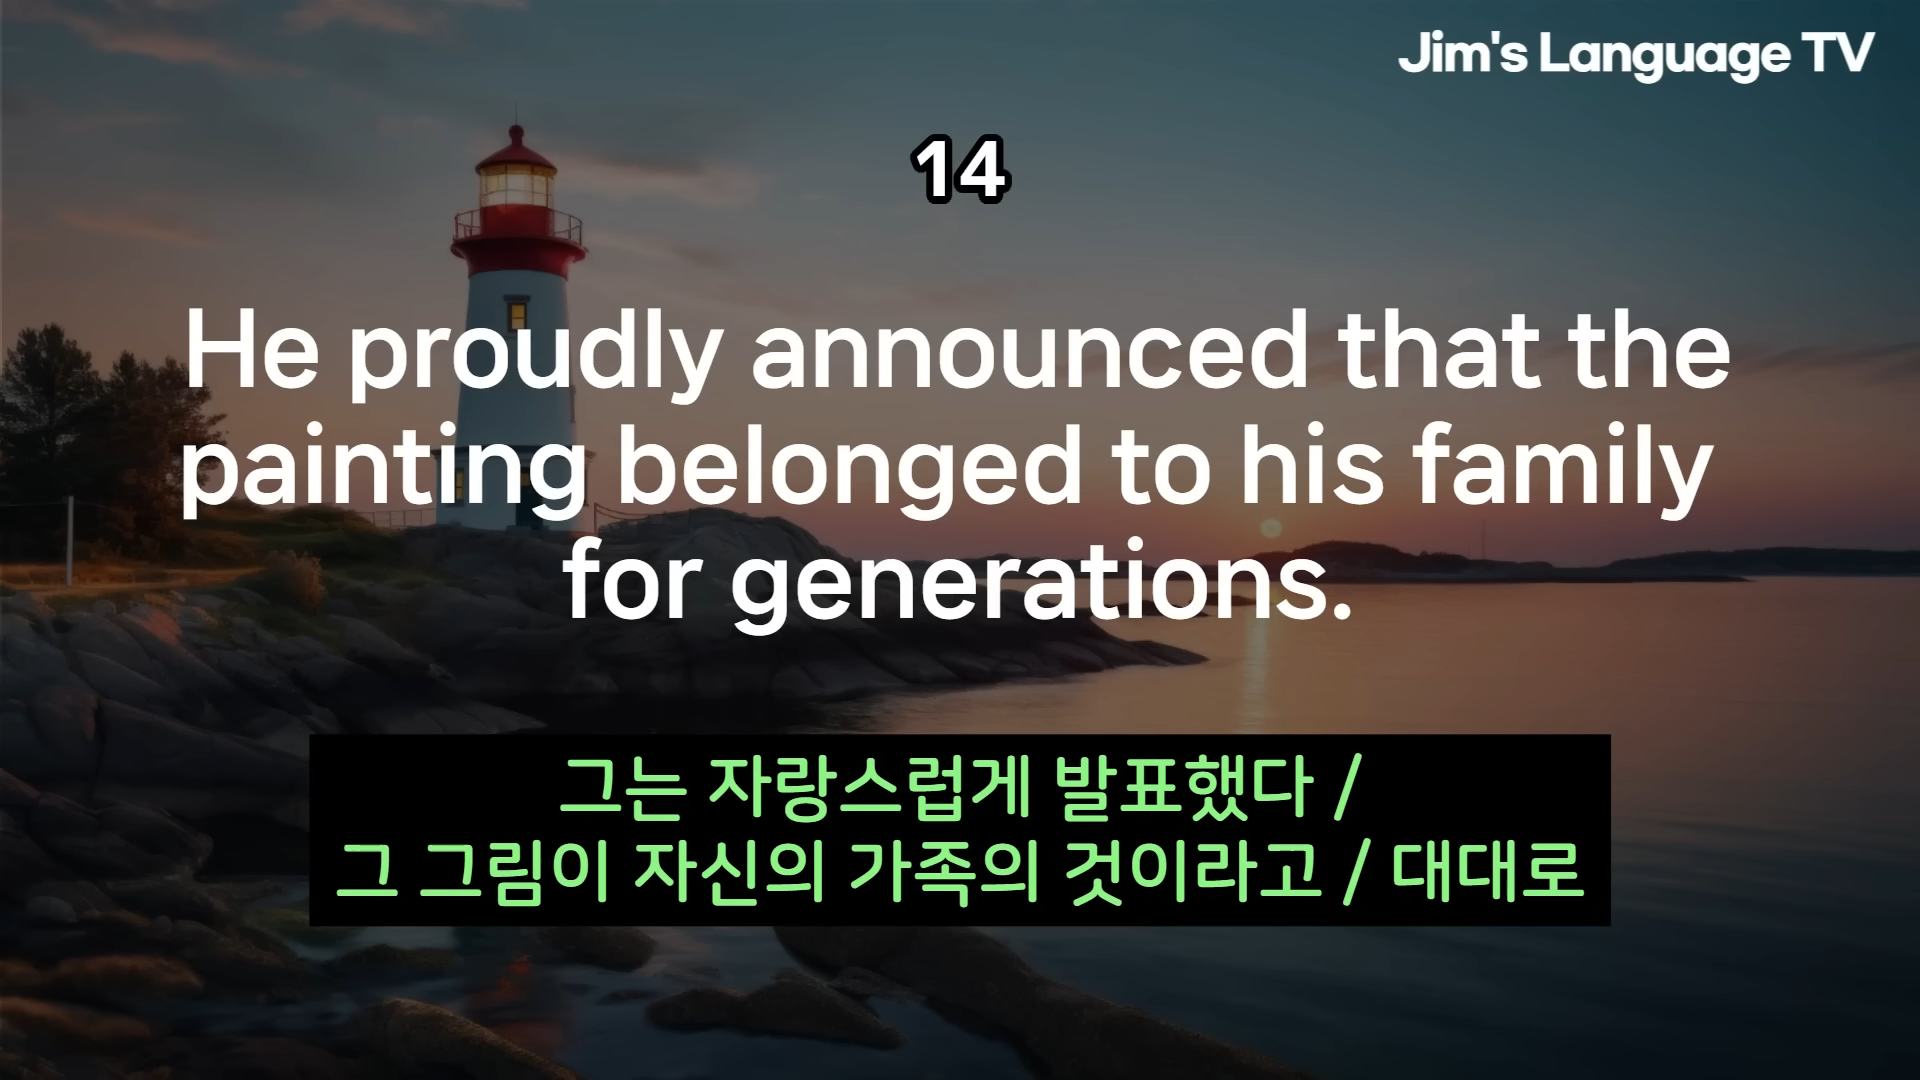 Jim's Language TV
14
He proudly announced that the
painting belonged to his family
for generations.
그는 자랑스럽게 발표했다 /
그 그림이 자신의 가족의 것이라고 / 대대로